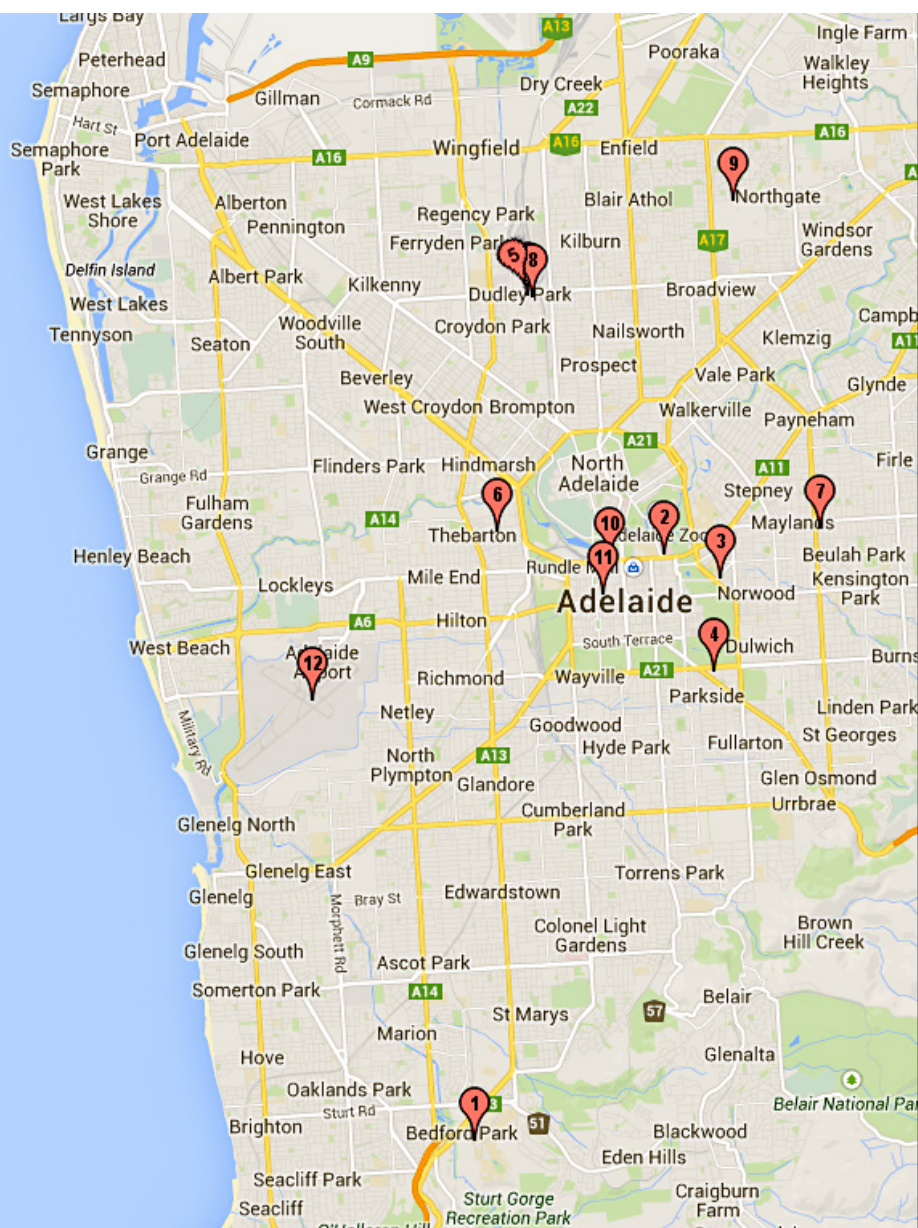 Largs Bay
A13
Ingle Farm
Pooraka
Peterhead
A9
Walkley
Heights
Semaphore
Gillman
Cormack Rd
Dry Creek
A22
Hart St
Port Adelaide
A16
A16
Semaphore
Park
A16
Wingfield
Enfield
9
West Lakes
Shore
Alberton
Blair Athol
Northgate
Pennington
Regency Park
Windsor
Gardens
Ferryden Park
5
8
Kilburn
A17
Delfin Island
Albert Park
Kilkenny
Dudley Park
Broadview
West Lakes
Woodville
South
Croydon Park
Nailsworth
Tennyson
Seaton
Klemzig
A11
Prospect
Beverley
Vale Park
Glynde
West Croydon
Brompton
Walkerville
Payneham
A21
Grange
Grange Rd
Flinders Park
Hindmarsh
North
Adelaide
A11
Firle
Fulham
Gardens
6
Stepney
7
A14
Thebarton
10
2
Maylands
Henley Beach
3
Beulah Park
11
Mile End
Lockleys
Norwood
Kensington
Park
Adelaide
A6
Hilton
West Beach
4
South Terrace
Dulwich
Adelaide
Airport
12
Richmond
Wayville
A21
Burns
Parkside
Linden Park
Netley
Military Rd
Goodwood
St Georges
Hyde Park
Fullarton
North
Plympton
A13
Glandore
Glen Osmond
Urrbrae
Cumberland
Park
Glenelg North
Glenelg East
Torrens Park
Glenelg
Bray St
Edwardstown
Morphett Rd
Colonel Light
Gardens
Brown
Hill Creek
Glenelg South
Ascot Park
Somerton Park
A14
Belair
57
St Marys
Marion
Hove
Glenalta
Oaklands Park
1
Sturt Rd
Belair National Par
Brighton
Bedford Park
51
Blackwood
Eden Hills
Seacliff Park
Seacliff
Sturt Gorge
Recreation Park
Craigburn
Farm